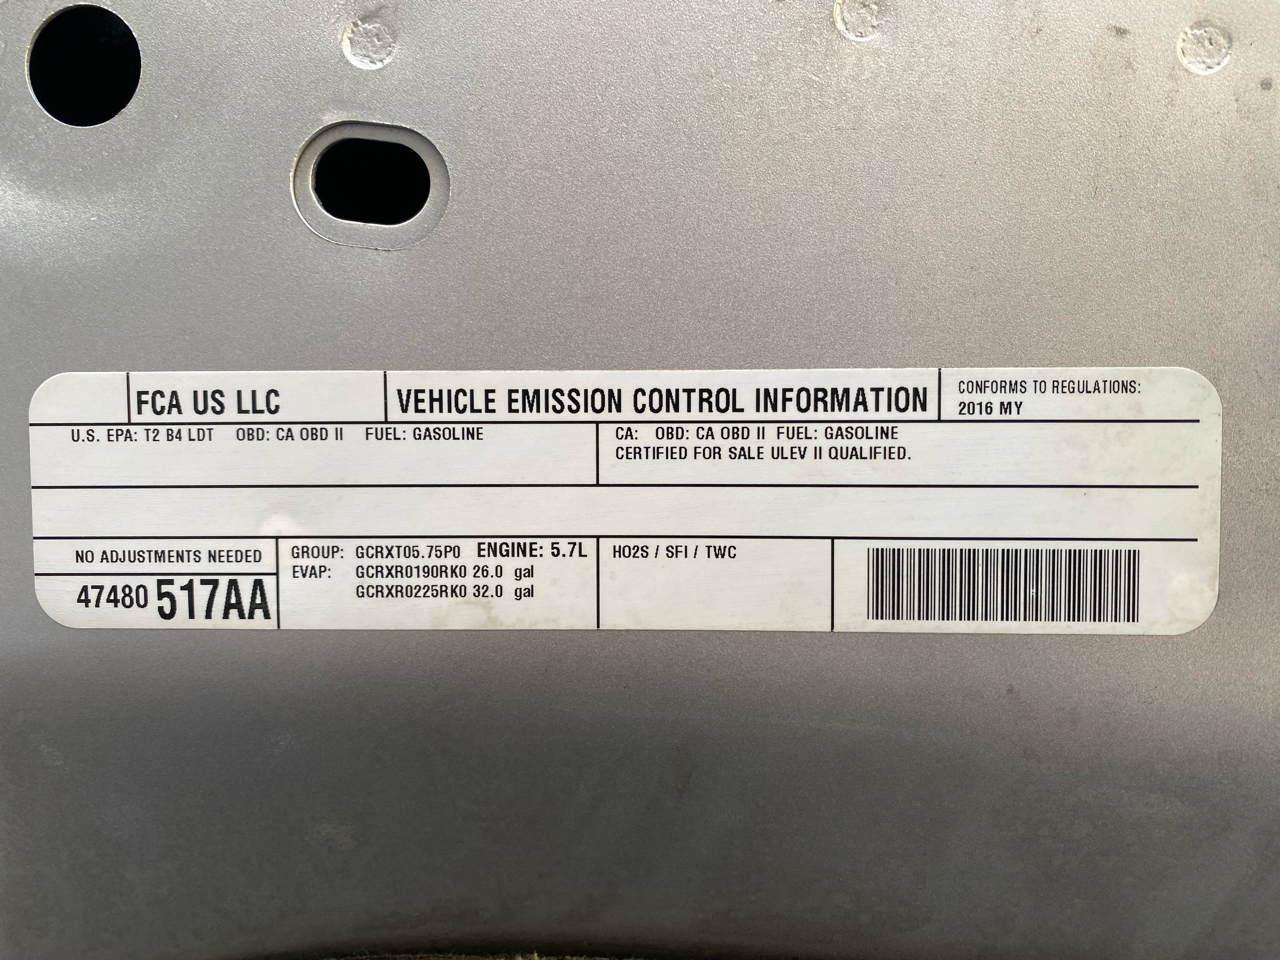 FCA US LLC
VEHICLE EMISSION CONTROL INFORMATION
CONFORMS TO REGULATIONS:
2016 MY
U.S. EPA: T2 B4 LDT OBD: CA OBD II FUEL: GASOLINE
CA: OBD: CA OBD II FUEL: GASOLINE
CERTIFIED FOR SALE ULEV II QUALIFIED.
NO ADJUSTMENTS NEEDED
47480 517AA
GROUP: GCRXT05.75P0 ENGINE: 5.7L
EVAP: GCRXR0190RK0 26.0 gal
GCRXR0225RK0 32.0 gal
HO2S / SFI / TWC